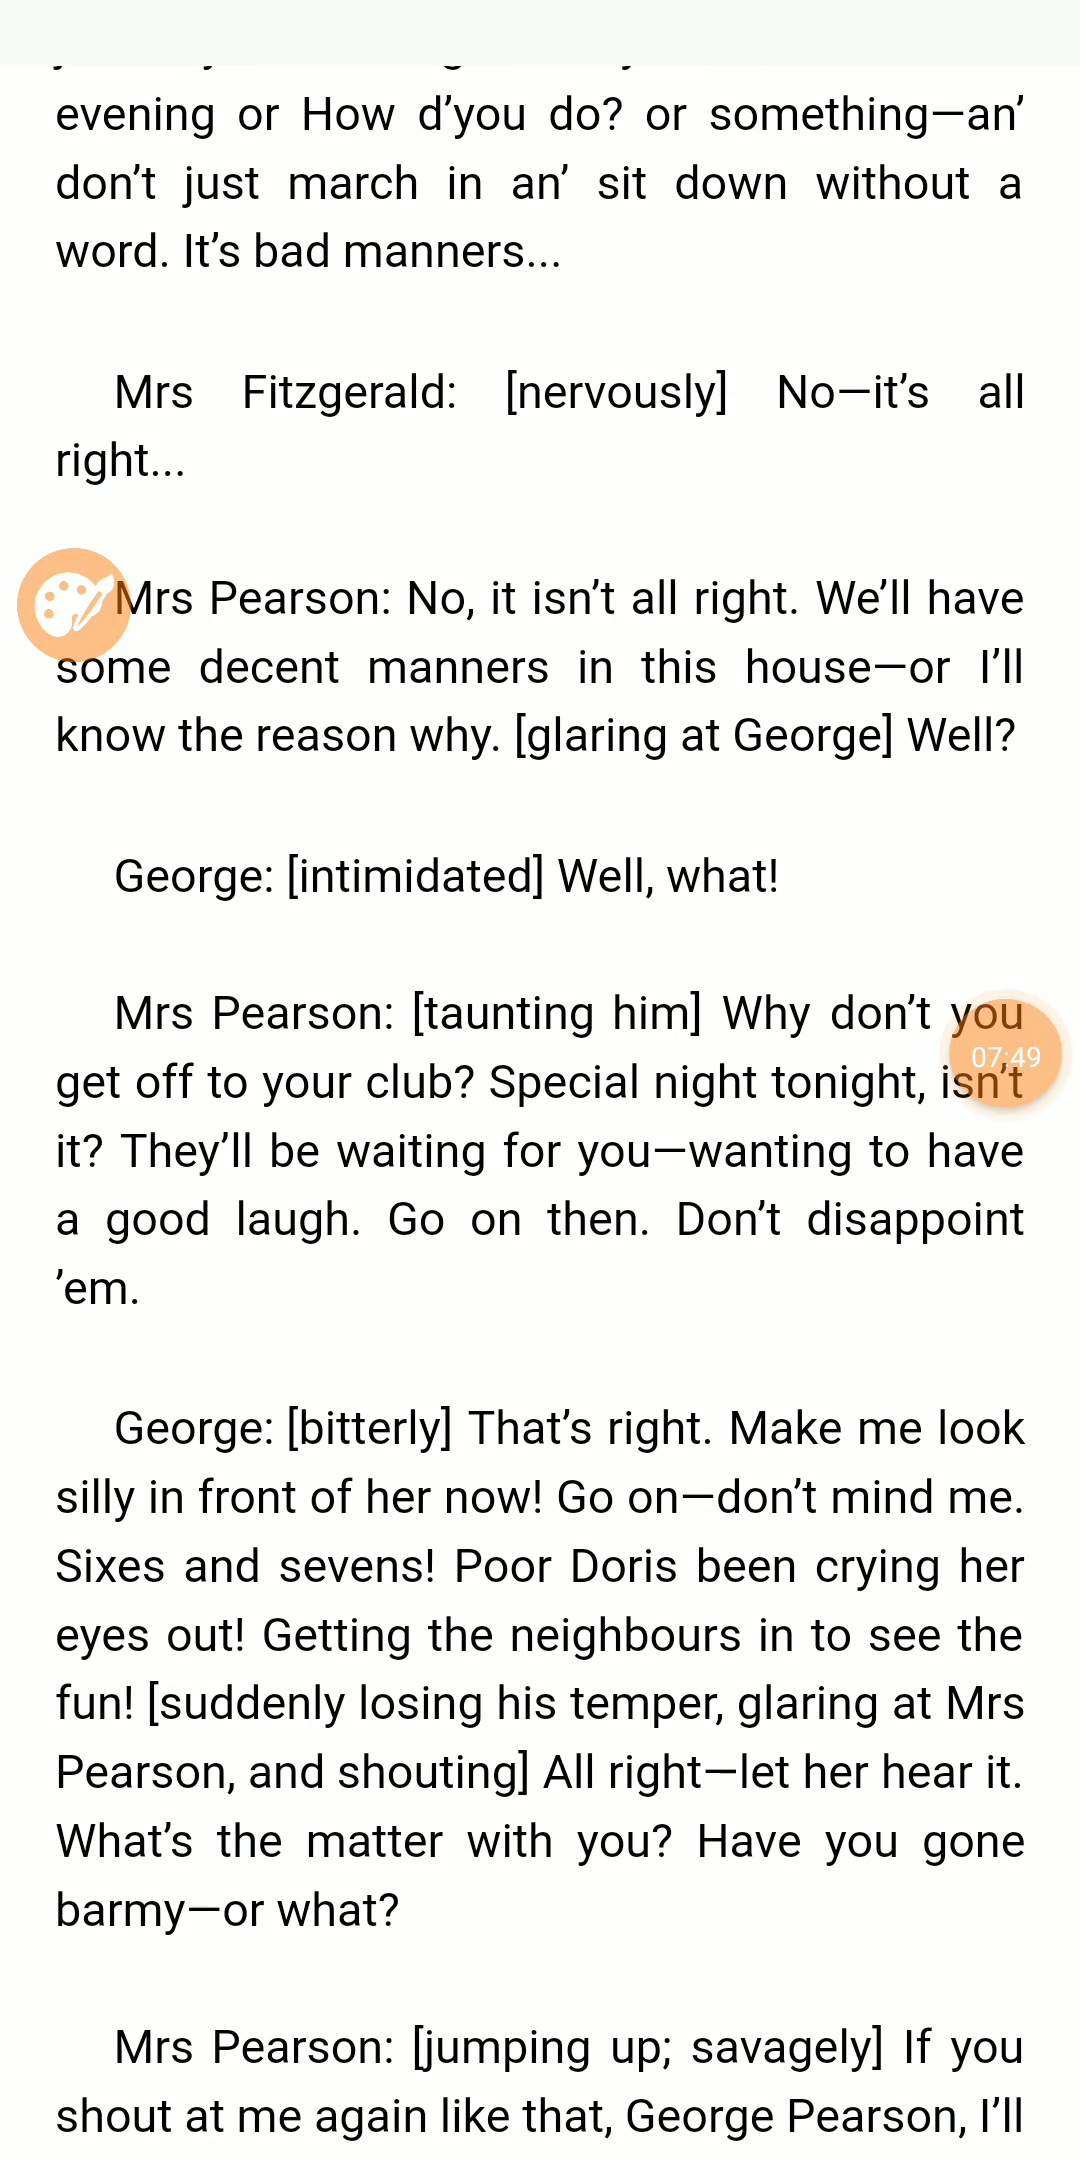 evening or How d’you do? or something—an’
don’t just march in an’ sit down without a
word. It’s bad manners...
Mrs Fitzgerald: [nervously] No—it’s all
right...
Mrs Pearson: No, it isn’t all right. We’ll have
some decent manners in this house—or I’ll
know the reason why. [glaring at George] Well?
George: [intimidated] Well, what!
Mrs Pearson: [taunting him] Why don’t you
07:49
get off to your club? Special night tonight, isn’t
it? They’ll be waiting for you—wanting to have
a good laugh. Go on then. Don’t disappoint
’em.
George: [bitterly] That’s right. Make me look
silly in front of her now! Go on—don’t mind me.
Sixes and sevens! Poor Doris been crying her
eyes out! Getting the neighbours in to see the
fun! [suddenly losing his temper, glaring at Mrs
Pearson, and shouting] All right—let her hear it.
What’s the matter with you? Have you gone
barmy—or what?
Mrs Pearson: [jumping up; savagely] If you
shout at me again like that, George Pearson, I’ll